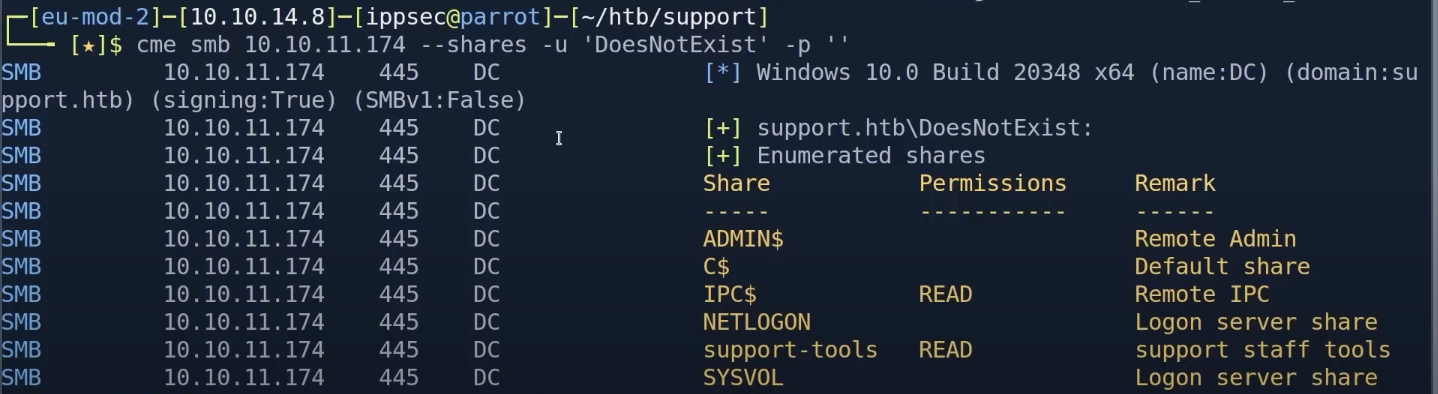 ┌─[eu-mod-2]─[10.10.14.8]─[ippsec@parrot]─[~/htb/support]
└──╼ [★]$ cme smb 10.10.11.174 --shares -u 'DoesNotExist' -p ''
SMB 10.10.11.174 445 DC [*] Windows 10.0 Build 20348 x64 (name:DC) (domain:su
pport.htb) (signing:True) (SMBv1:False)
SMB 10.10.11.174 445 DC [+] support.htb\DoesNotExist:
SMB 10.10.11.174 445 DC [+] Enumerated shares
SMB 10.10.11.174 445 DC Share Permissions Remark
SMB 10.10.11.174 445 DC ----- ----------- ------
SMB 10.10.11.174 445 DC ADMIN$ Remote Admin
SMB 10.10.11.174 445 DC C$ Default share
SMB 10.10.11.174 445 DC IPC$ READ Remote IPC
SMB 10.10.11.174 445 DC NETLOGON Logon server share
SMB 10.10.11.174 445 DC support-tools READ support staff tools
SMB 10.10.11.174 445 DC SYSVOL Logon server share